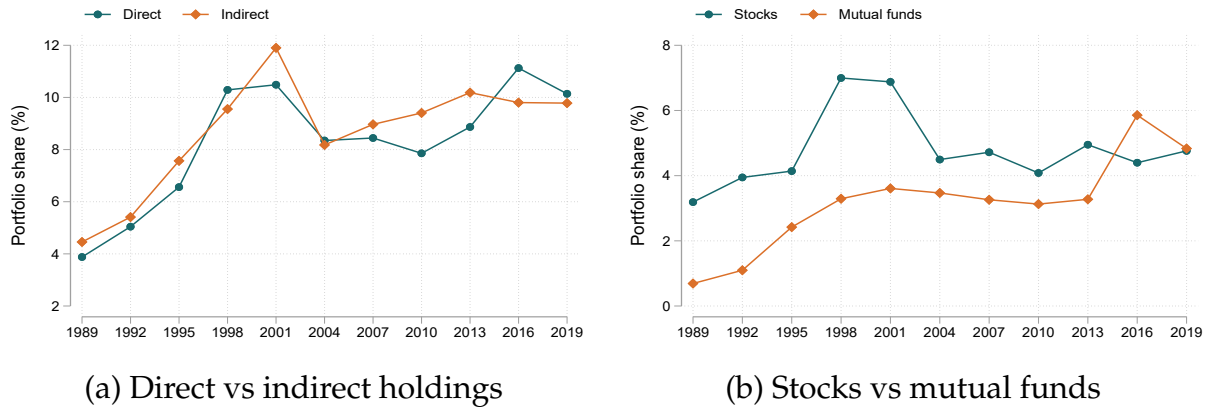 Direct Indirect
Portfolio share (%)
12
10
8
6
4
2
1989 1992 1995 1998 2001 2004 2007 2010 2013 2016 2019
(a) Direct vs indirect holdings
Stocks Mutual funds
Portfolio share (%)
8
6
4
2
0
1989 1992 1995 1998 2001 2004 2007 2010 2013 2016 2019
(b) Stocks vs mutual funds